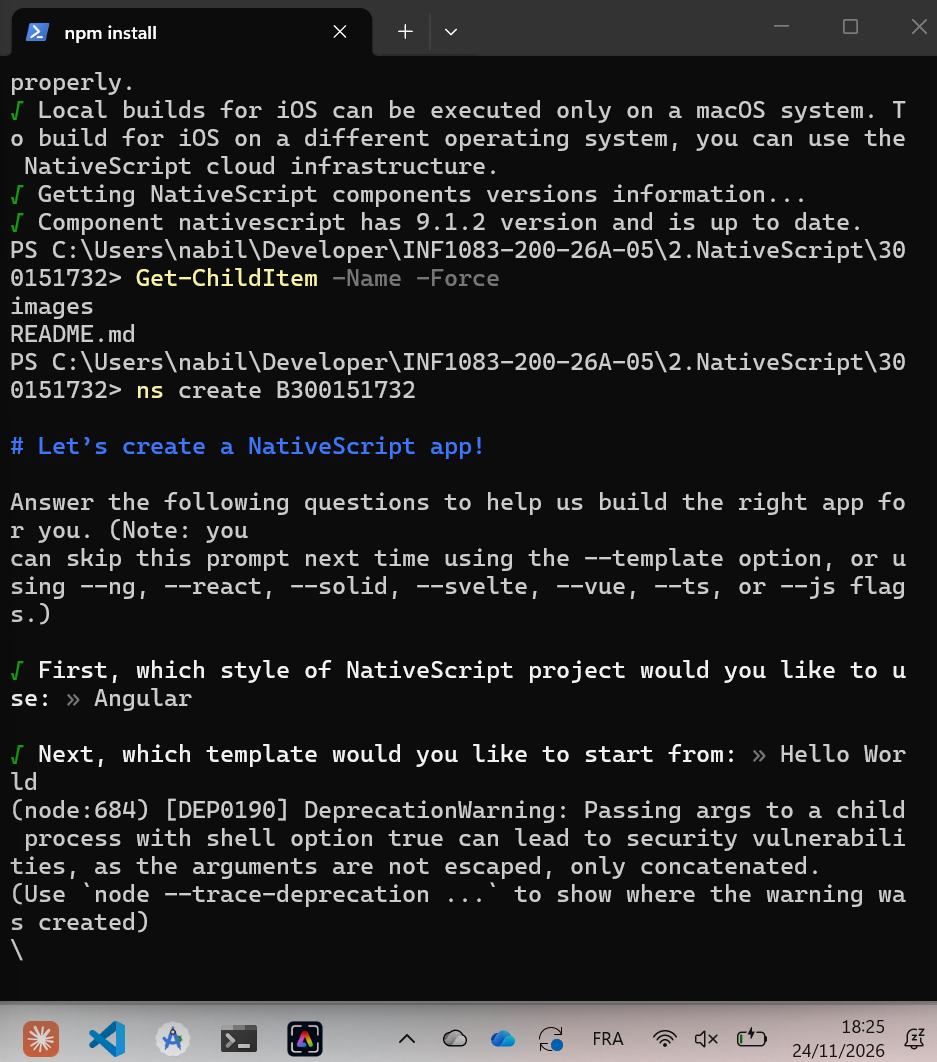 npm install
properly.
√ Local builds for iOS can be executed only on a macOS system. T
o build for iOS on a different operating system, you can use the
 NativeScript cloud infrastructure.
√ Getting NativeScript components versions information...
√ Component nativescript has 9.1.2 version and is up to date.
PS C:\Users\nabil\Developer\INF1083-200-26A-05\2.NativeScript\30
0151732> Get-ChildItem -Name -Force
images
README.md
PS C:\Users\nabil\Developer\INF1083-200-26A-05\2.NativeScript\30
0151732> ns create B300151732
# Let’s create a NativeScript app!
Answer the following questions to help us build the right app fo
r you. (Note: you
can skip this prompt next time using the --template option, or u
sing --ng, --react, --solid, --svelte, --vue, --ts, or --js flag
s.)
√ First, which style of NativeScript project would you like to u
se: » Angular
√ Next, which template would you like to start from: » Hello Wor
ld
(node:684) [DEP0190] DeprecationWarning: Passing args to a child
 process with shell option true can lead to security vulnerabili
ties, as the arguments are not escaped, only concatenated.
(Use `node --trace-deprecation ...` to show where the warning wa
s created)
\
FRA
18:25
24/11/2026